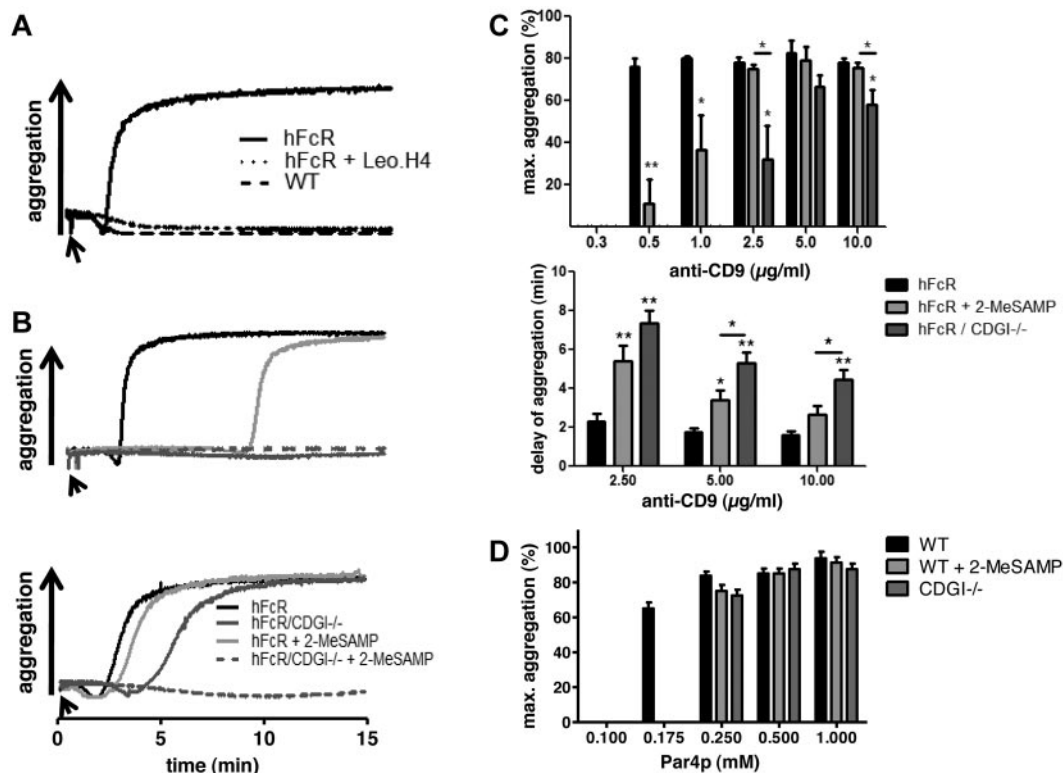 A
aggregation
hFcR
hFcR + Leo.H4
WT
B
aggregation
aggregation
hFcR
hFcR/CDGI-/-
hFcR + 2-MeSAMP
hFcR/CDGI-/- + 2-MeSAMP
0 5 10 15
time (min)
C
max. aggregation (%)
80
60
40
20
* * * * ** *
0.3 0.5 1.0 2.5 5.0 10.0
anti-CD9 (µg/ml)
delay of aggregation (min)
10
8
6
4
2
0
** ** * * ** * **
2.50 5.00 10.00
anti-CD9 (µg/ml)
hFcR
hFcR + 2-MeSAMP
hFcR / CDGI-/-
D
max. aggregation (%)
100
80
60
40
20
0
0.100 0.175 0.250 0.500 1.000
Par4p (mM)
WT
WT + 2-MeSAMP
CDGI-/-